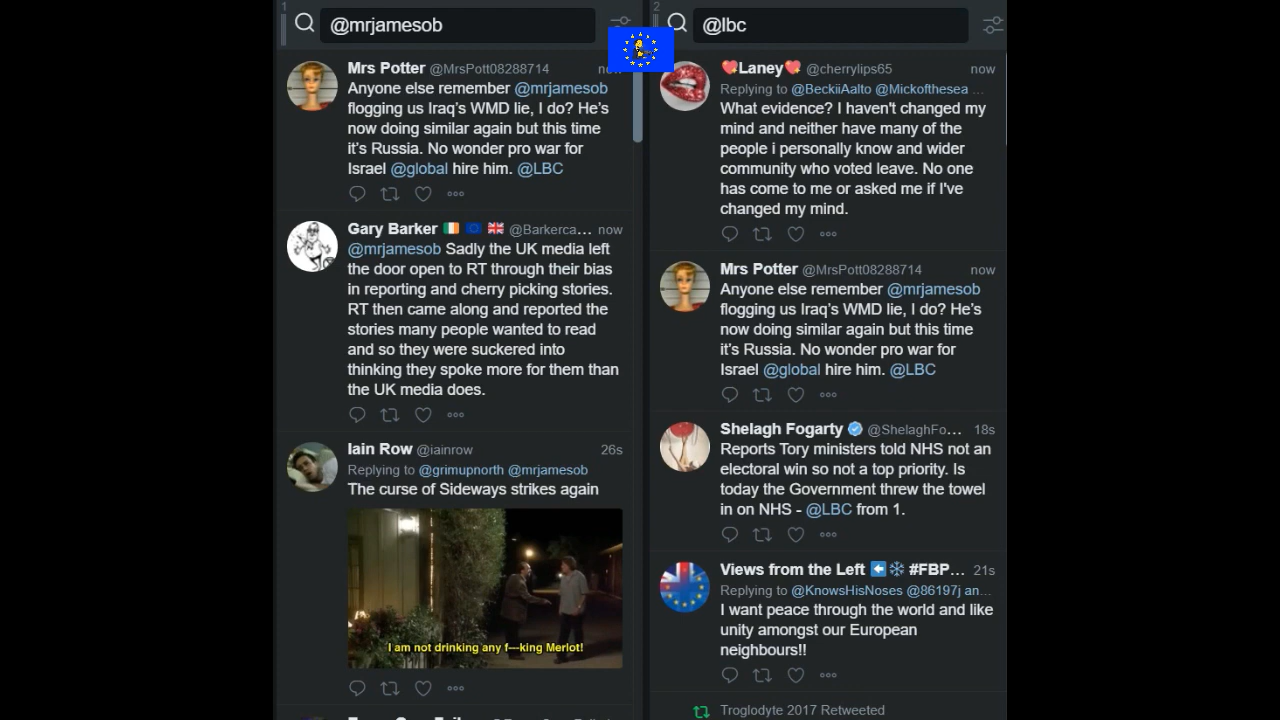 1
@mrjamesob
Mrs Potter @MrsPott08288714 now
Anyone else remember @mrjamesob
flogging us Iraq's WMD lie, I do? He's
now doing similar again but this time
it's Russia. No wonder pro war for
Israel @global hire him. @LBC
Gary Barker @Barkerca... now
@mrjamesob Sadly the UK media left
the door open to RT through their bias
in reporting and cherry picking stories.
RT then came along and reported the
stories many people wanted to read
and so they were suckered into
thinking they spoke more for them than
the UK media does.
Iain Row @iainrow 26s
Replying to @grimupnorth @mrjamesob
The curse of Sideways strikes again
I am not drinking any f---king Merlot!
2
@lbc
💖Laney💖 @cherrylips65 now
Replying to @BeckiiAalto @Mickofthesea ...
What evidence? I haven't changed my
mind and neither have many of the
people i personally know and wider
community who voted leave. No one
has come to me or asked me if I've
changed my mind.
Mrs Potter @MrsPott08288714 now
Anyone else remember @mrjamesob
flogging us Iraq's WMD lie, I do? He's
now doing similar again but this time
it's Russia. No wonder pro war for
Israel @global hire him. @LBC
Shelagh Fogarty @ShelaghFo... 18s
Reports Tory ministers told NHS not an
electoral win so not a top priority. Is
today the Government threw the towel
in on NHS - @LBC from 1.
Views from the Left ⬅️❄️ #FBP... 21s
Replying to @KnowsHisNoses @86197j an...
I want peace through the world and like
unity amongst our European
neighbours!!
Troglodyte 2017 Retweeted